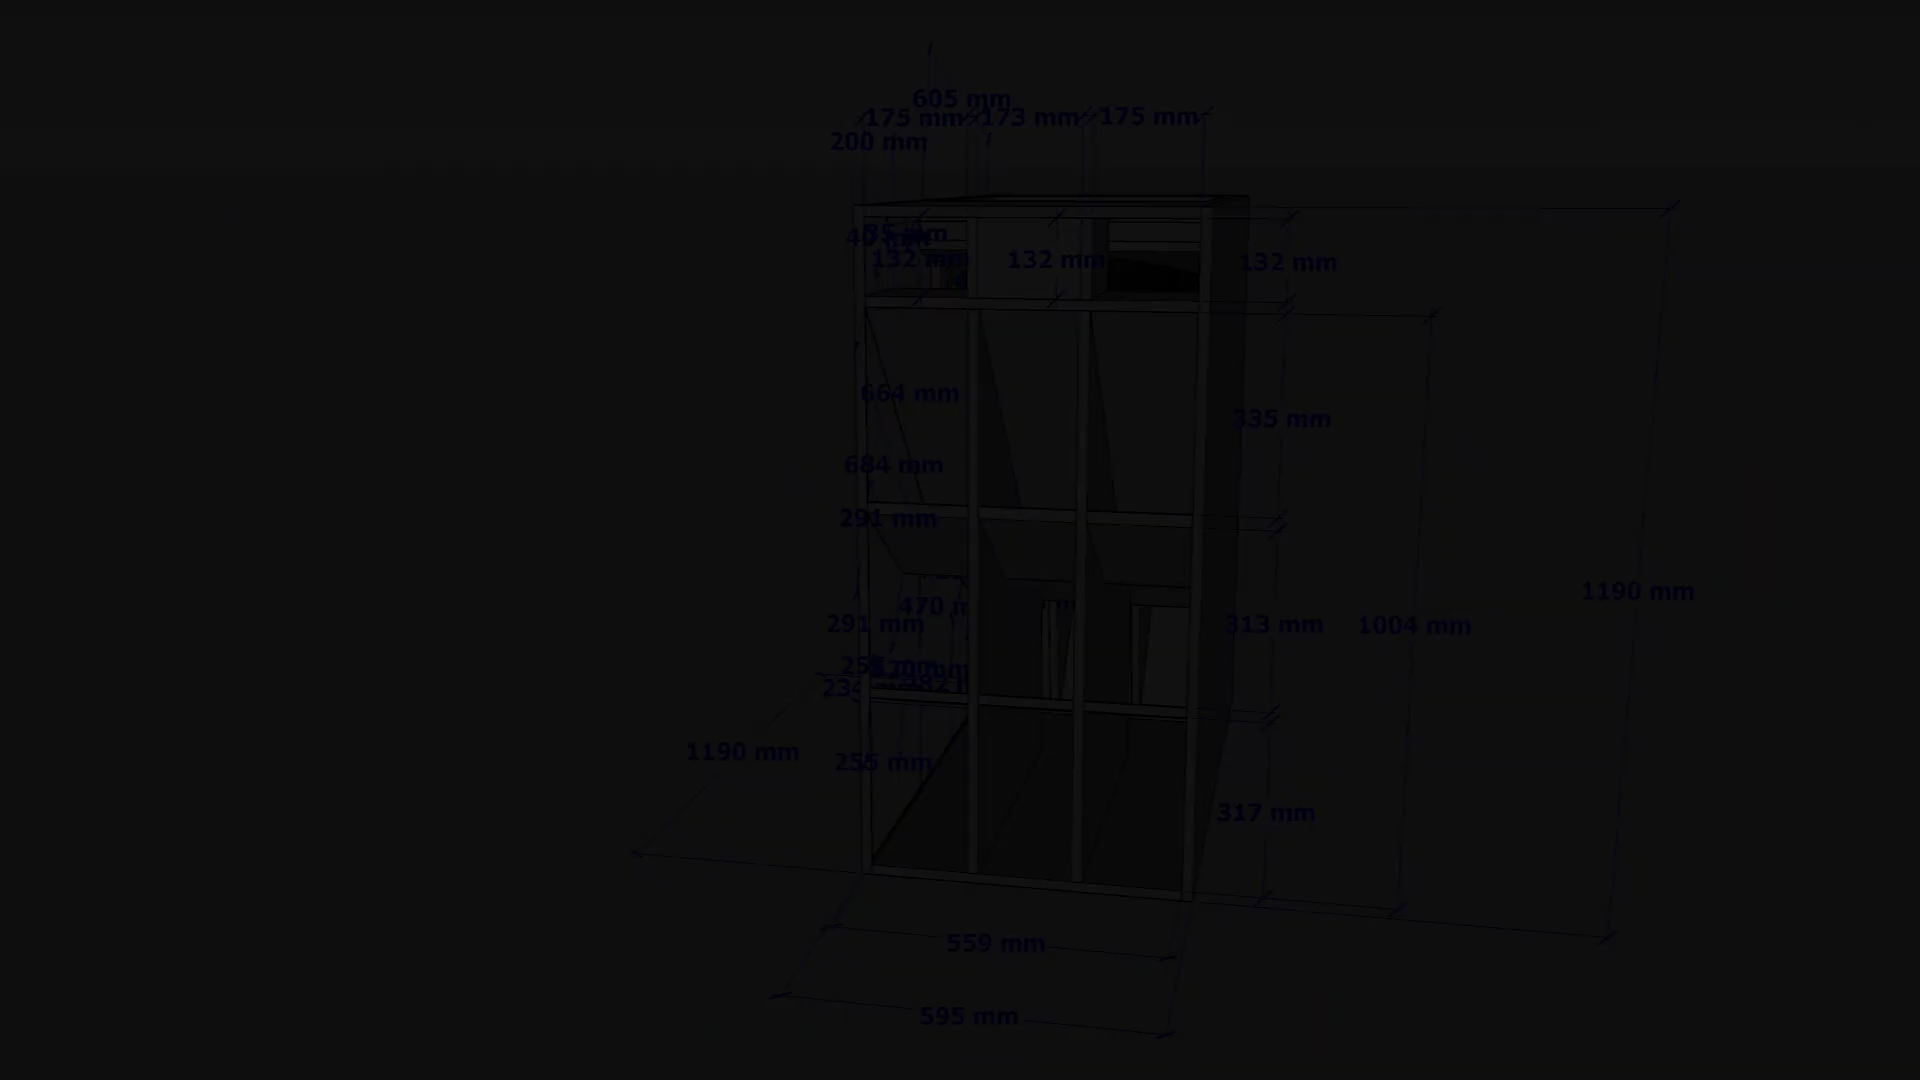 605 mm
175 mm
173 mm
175 mm
200 mm
132 mm
132 mm
132 mm
664 mm
335 mm
684 mm
291 mm
1190 mm
291 mm
313 mm
1004 mm
1190 mm
255 mm
317 mm
559 mm
595 mm